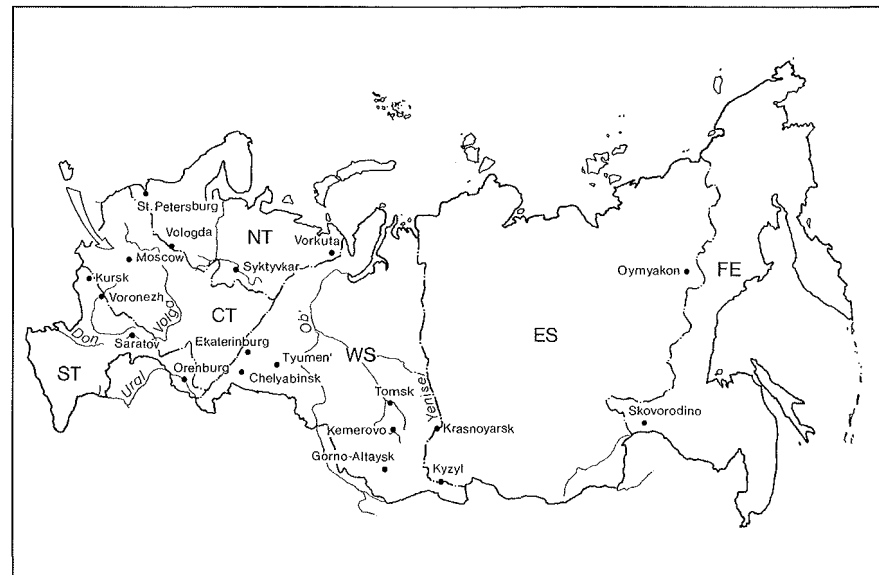 St. Petersburg
Vologda
NT
Vorkuta
Moscow
Syktyvkar
Oymyakon
FE
Kursk
Voronezh
Volga
CT
Ob'
ES
Don
Saratov
Ekaterinburg
WS
Tyumen'
ST
Ural
Orenburg
Chelyabinsk
Tomsk
Yenisei
Skovorodino
Kemerovo
Krasnoyarsk
Gorno-Altaysk
Kyzyl